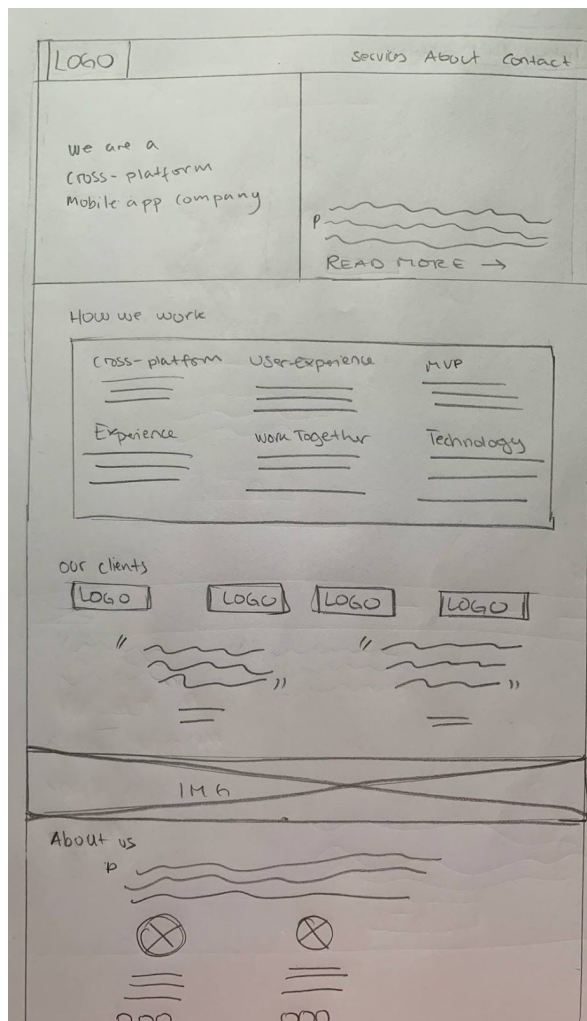 LOGO
Services About Contact
we are a
cross-platform
Mobile app company
P
READ MORE →
How we work
Cross-platform User-Experience MVP
Experience Work Together Technology
our clients
LOGO LOGO LOGO LOGO
"
"
"
"
IMG
About us
P